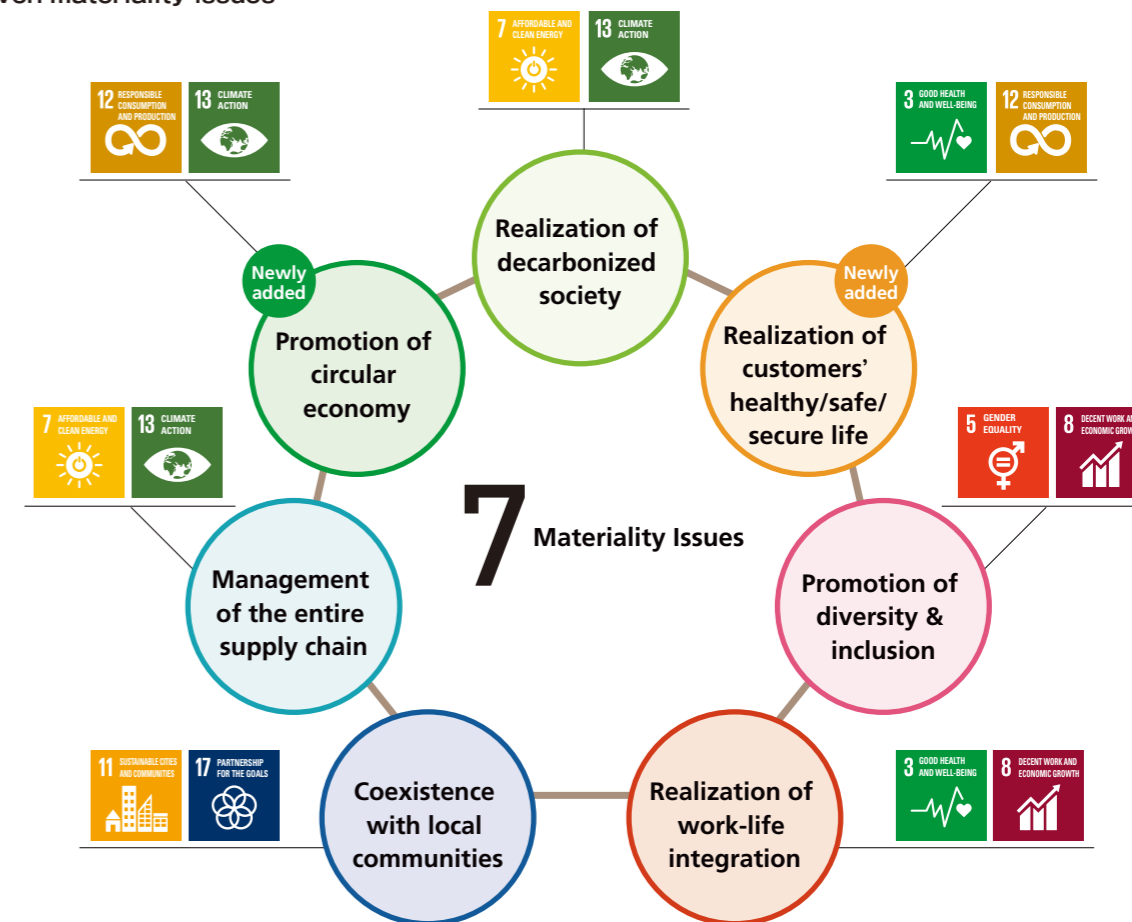 Materiality Issues
7 AFFORDABLE AND
CLEAN ENERGY
13 CLIMATE
ACTION
12 RESPONSIBLE
CONSUMPTION
AND PRODUCTION
13 CLIMATE
ACTION
3 GOOD HEALTH
AND WELL-BEING
12 RESPONSIBLE
CONSUMPTION
AND PRODUCTION
Realization of
decarbonized
society
Newly
added
Promotion of
circular
economy
Newly
added
Realization of
customers’
healthy/safe/
secure life
7 AFFORDABLE AND
CLEAN ENERGY
13 CLIMATE
ACTION
5 GENDER
EQUALITY
8 DECENT WORK
ECONOMIC
7 Materiality Issues
Management
of the entire
supply chain
Promotion of
diversity &
inclusion
11 SUSTAINABLE CITIES
AND COMMUNITIES
17 PARTNERSHIP
FOR THE GOALS
Coexistence
with local
communities
Realization of
work-life
integration
3 GOOD HEALTH
AND WELL-BEING
8 DECENT WORK AND
ECONOMIC GROWTH